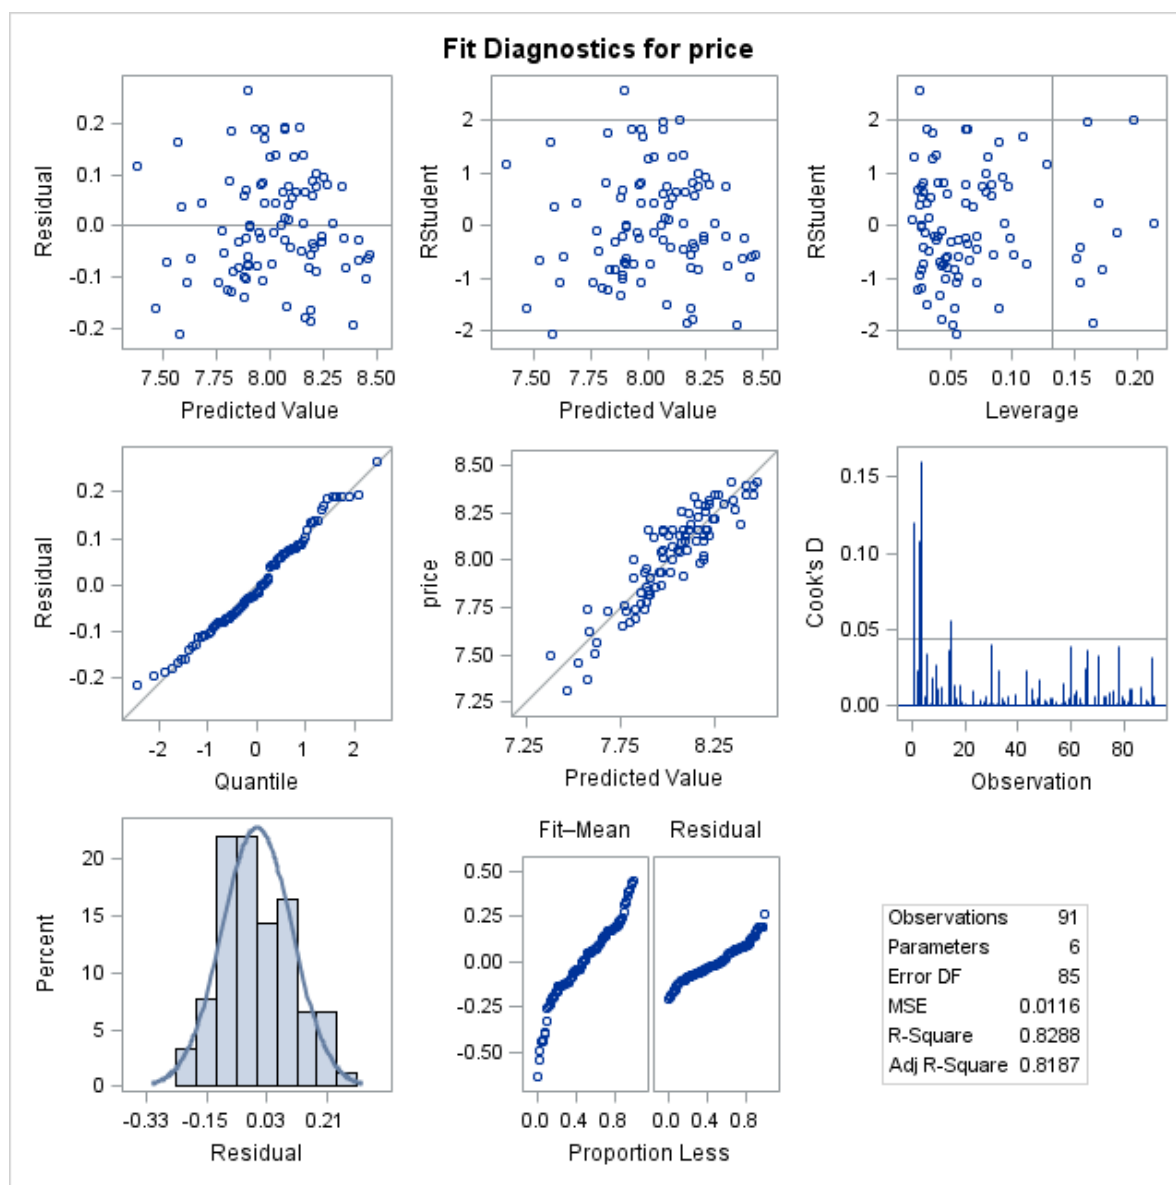 Fit Diagnostics for price
Residual
0.2
0.1
0.0
-0.1
-0.2
7.50 7.75 8.00 8.25 8.50
Predicted Value
RStudent
2
1
0
-1
-2
7.50 7.75 8.00 8.25 8.50
Predicted Value
RStudent
2
1
0
-1
-2
0.05 0.10 0.15 0.20
Leverage
Residual
0.2
0.1
0.0
-0.1
-0.2
-2 -1 0 1 2
Quantile
price
8.50
8.25
8.00
7.75
7.50
7.25
7.25 7.75 8.25
Predicted Value
Cook's D
0.15
0.10
0.05
0.00
0 20 40 60 80
Observation
Percent
20
15
10
5
0
-0.33 -0.15 0.03 0.21
Residual
Fit–Mean Residual
0.50
0.25
0.00
-0.25
-0.50
0.0 0.4 0.8 0.0 0.4 0.8
Proportion Less
Observations 91
Parameters 6
Error DF 85
MSE 0.0116
R-Square 0.8288
Adj R-Square 0.8187